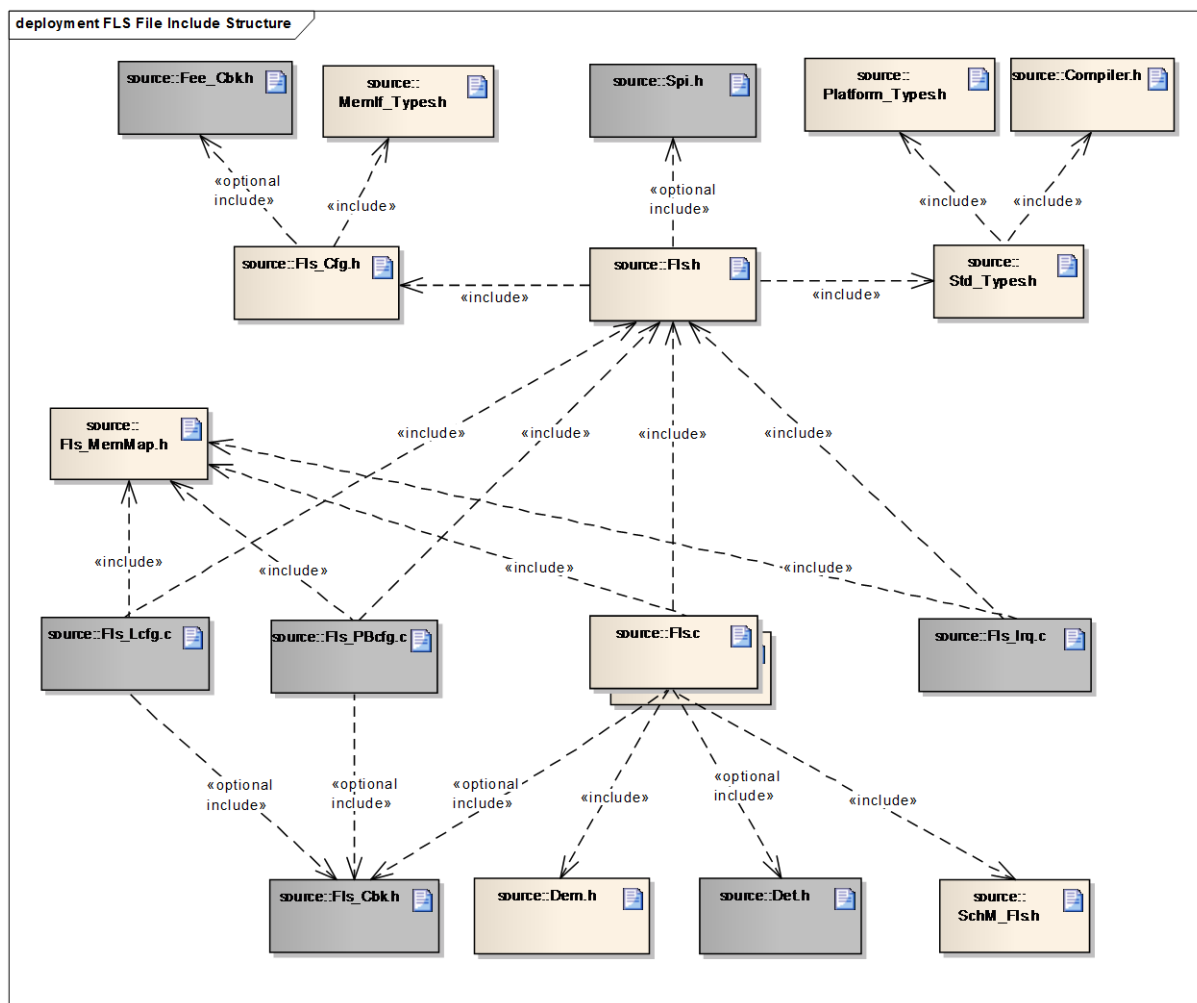 deployment FLS File Include Structure
source::Fee_Cbk.h
source::
MemIf_Types.h
source::Spi.h
source::
Platform_Types.h
source::Compiler.h
«optional
include»
«include»
«optional
include»
«include»
«include»
source::Fls_Cfg.h
source::Fls.h
source::
Std_Types.h
«include»
«include»
source::
Fls_MemMap.h
«include»
«include»
«include»
«include»
«include»
«include»
«include»
«include»
source::Fls_Lcfg.c
source::Fls_PBcfg.c
source::Fls.c
source::Fls_Irq.c
«optional
include»
«optional
include»
«optional
include»
«include»
«optional
include»
«include»
source::Fls_Cbk.h
source::Dem.h
source::Det.h
source::
SchM_Fls.h